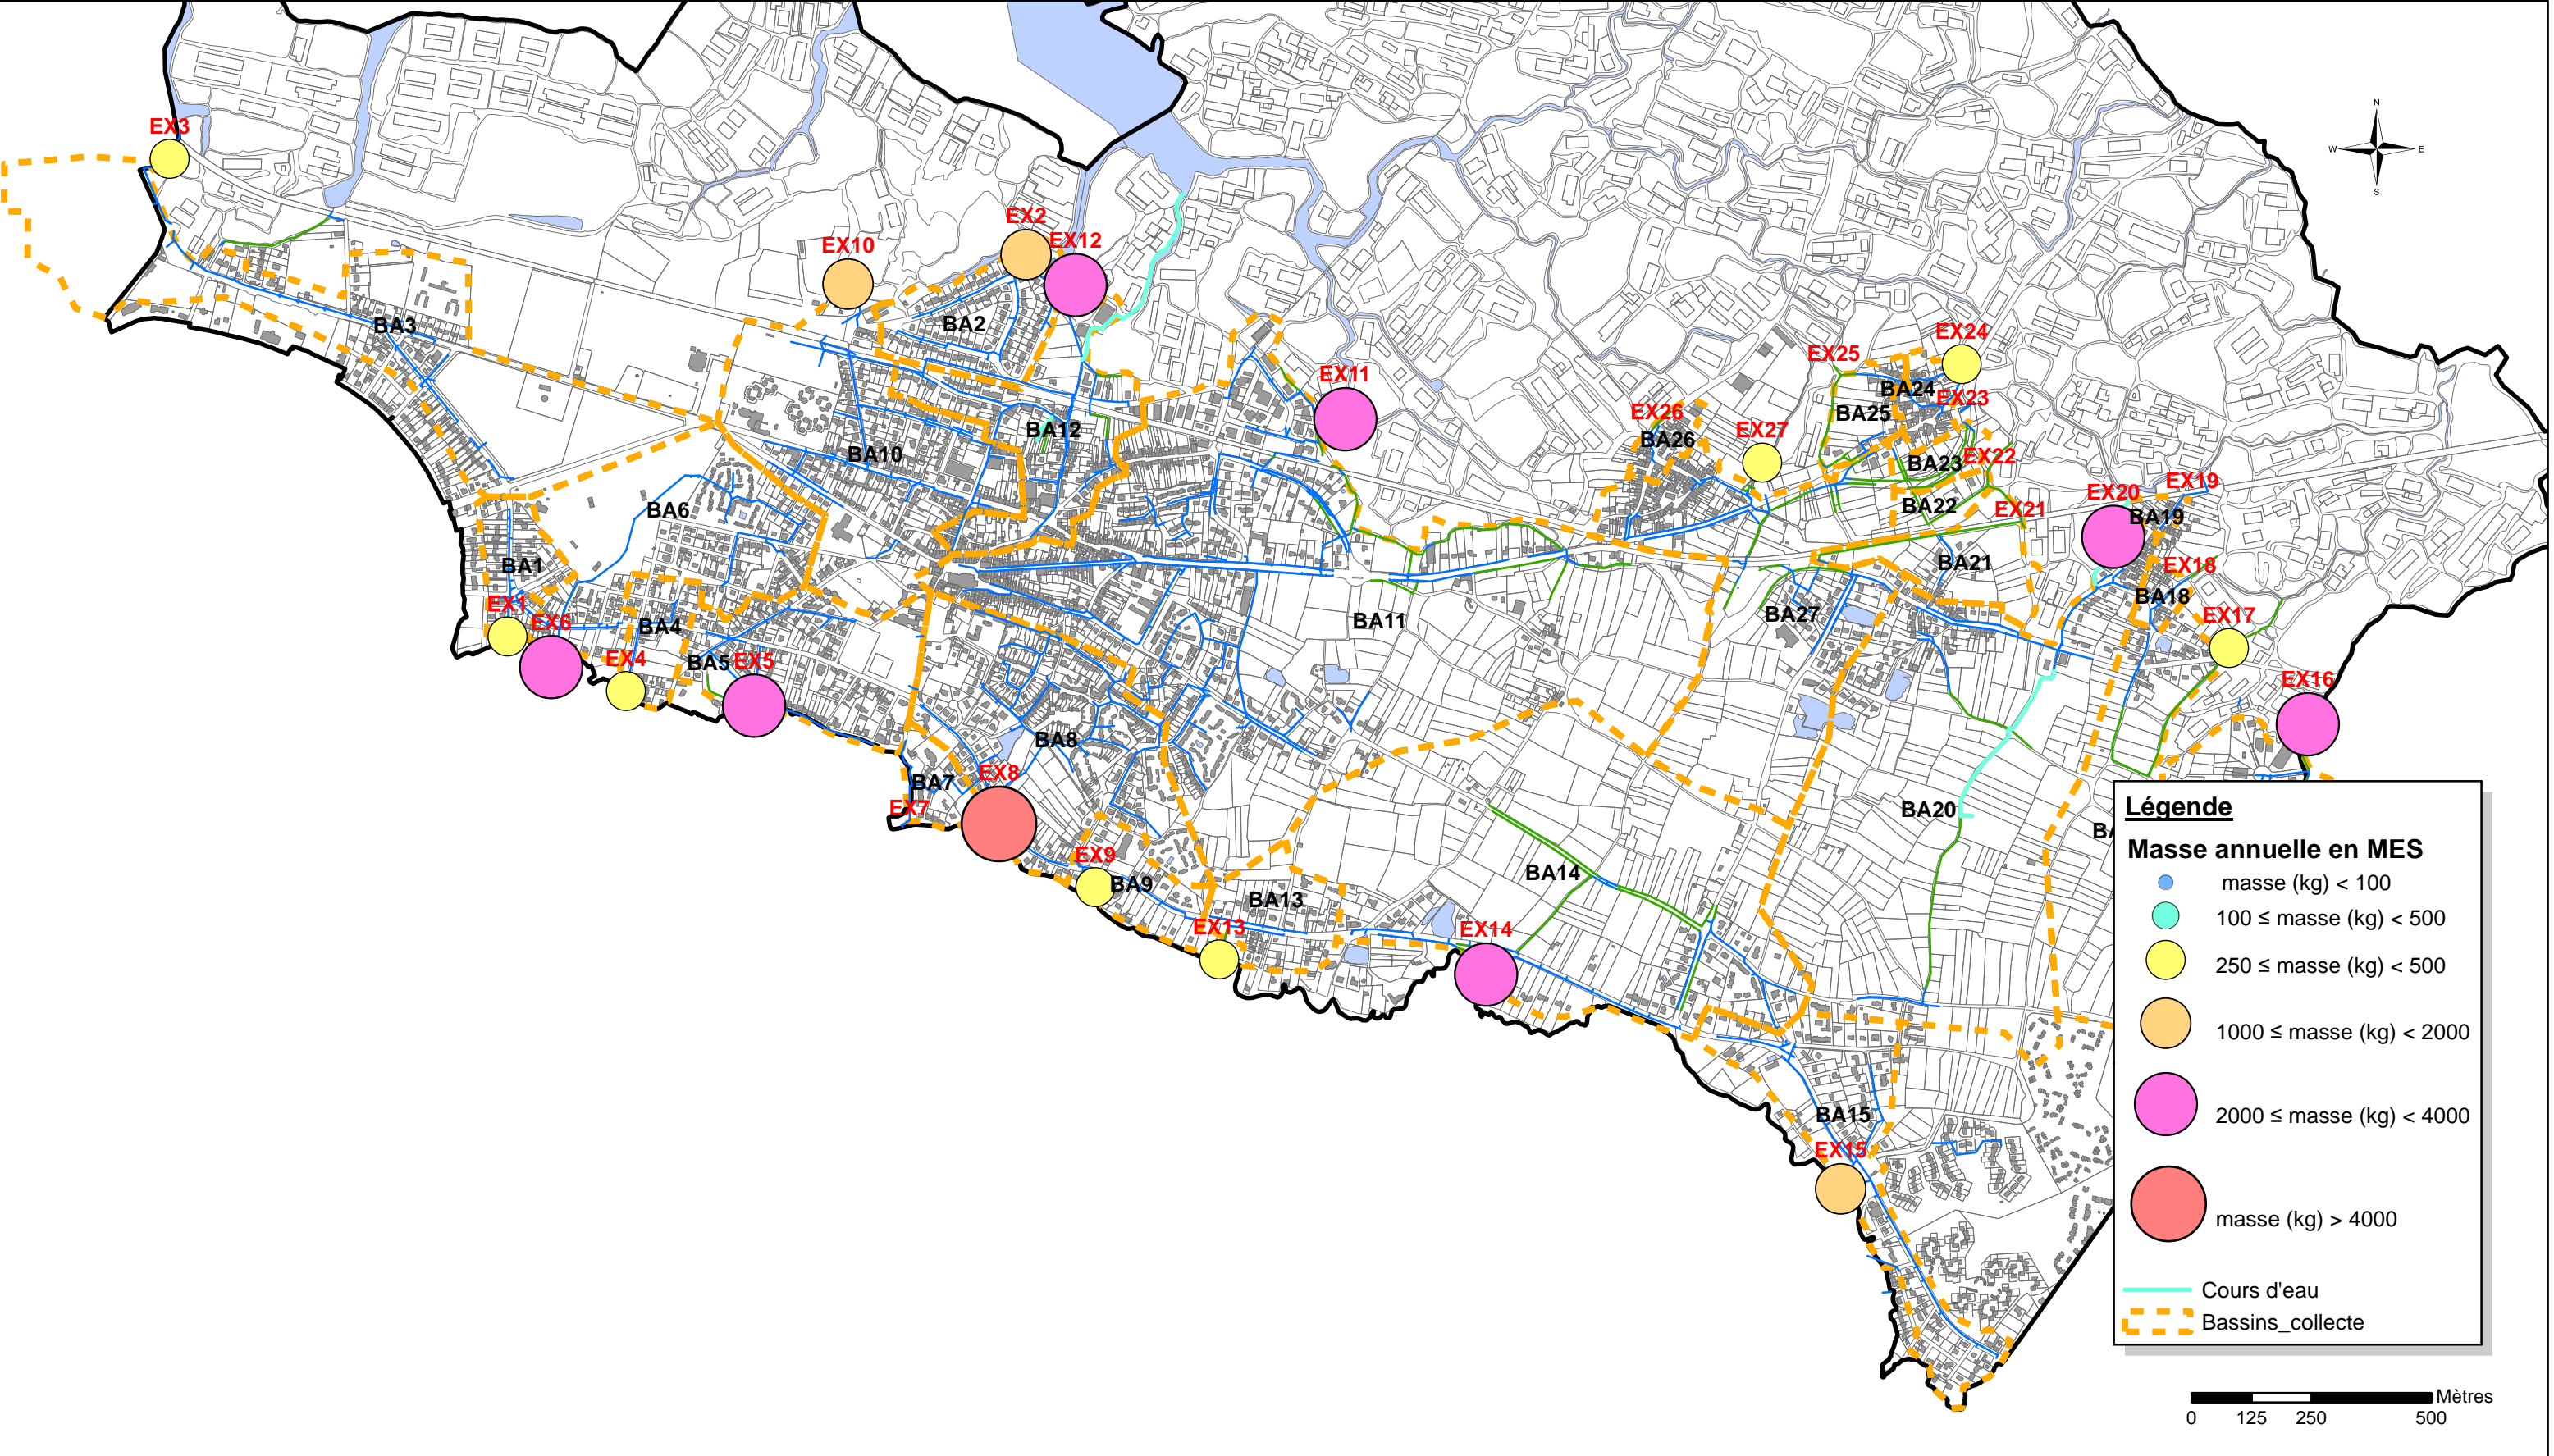 N
W
E
S
EX3
EX2
EX12
EX10
BA3
BA2
EX11
EX24
EX25
BA24
EX23
BA25
EX26
BA26
EX27
BA12
BA10
BA23
EX22
BA6
BA22
EX21
EX20
EX19
BA19
BA1
BA21
EX18
BA18
EX1
EX6
BA4
EX4
BA5
EX5
BA11
BA27
EX17
EX16
BA8
BA7
EX8
EX7
BA20
EX9
BA9
BA13
BA14
EX13
EX14
BA15
EX15
Légende
Masse annuelle en MES
masse (kg) < 100
100 ≤ masse (kg) < 500
250 ≤ masse (kg) < 500
1000 ≤ masse (kg) < 2000
2000 ≤ masse (kg) < 4000
masse (kg) > 4000
Cours d'eau
Bassins_collecte
Mètres
0 125 250 500